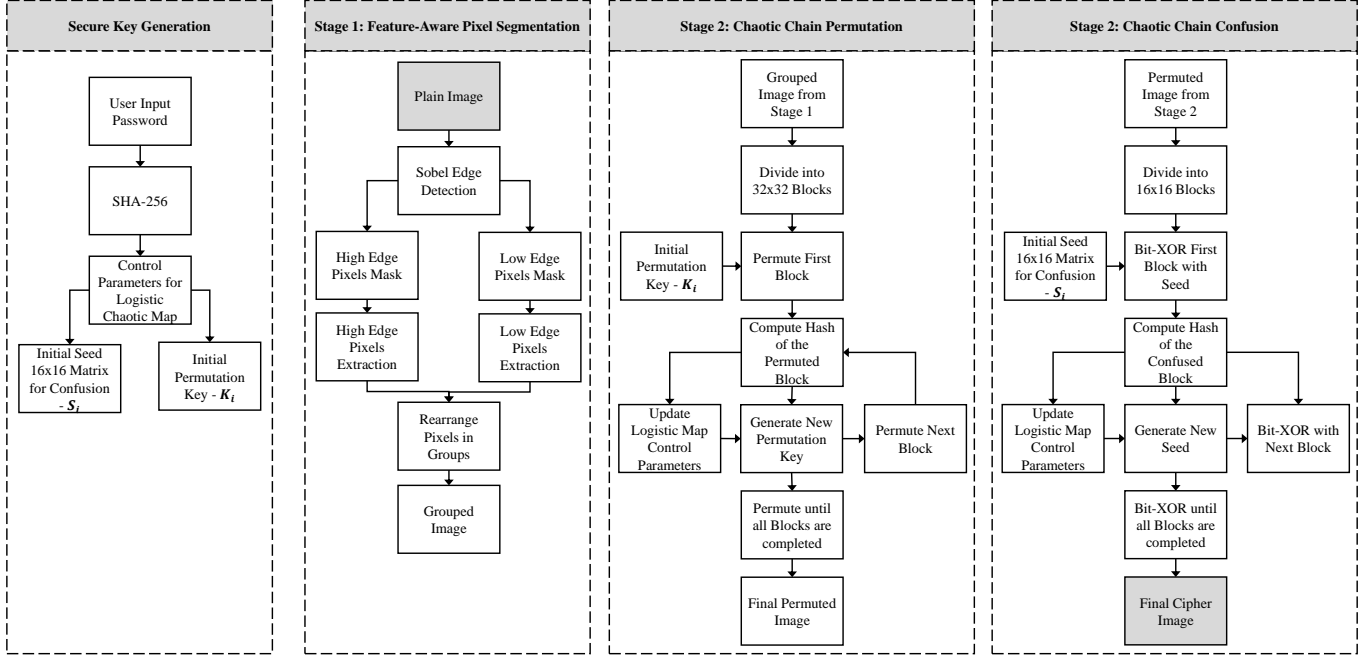 Secure Key Generation
User Input
Password
SHA-256
Control
Parameters for
Logistic
Chaotic Map
Initial Seed
16x16 Matrix
for Confusion
- S_i
Initial
Permutation
Key - K_i
Stage 1: Feature-Aware Pixel Segmentation
Plain Image
Sobel Edge
Detection
High Edge
Pixels Mask
Low Edge
Pixels Mask
High Edge
Pixels
Extraction
Low Edge
Pixels
Extraction
Rearrange
Pixels in
Groups
Grouped
Image
Stage 2: Chaotic Chain Permutation
Grouped
Image from
Stage 1
Divide into
32x32 Blocks
Initial
Permutation
Key - K_i
Permute First
Block
Compute Hash
of the
Permuted
Block
Update
Logistic Map
Control
Parameters
Generate New
Permutation
Key
Permute Next
Block
Permute until
all Blocks are
completed
Final Permuted
Image
Stage 2: Chaotic Chain Confusion
Permuted
Image from
Stage 2
Divide into
16x16 Blocks
Initial Seed
16x16 Matrix
for Confusion
- S_i
Bit-XOR First
Block with
Seed
Compute Hash
of the
Confused
Block
Update
Logistic Map
Control
Parameters
Generate New
Seed
Bit-XOR with
Next Block
Bit-XOR until
all Blocks are
completed
Final Cipher
Image